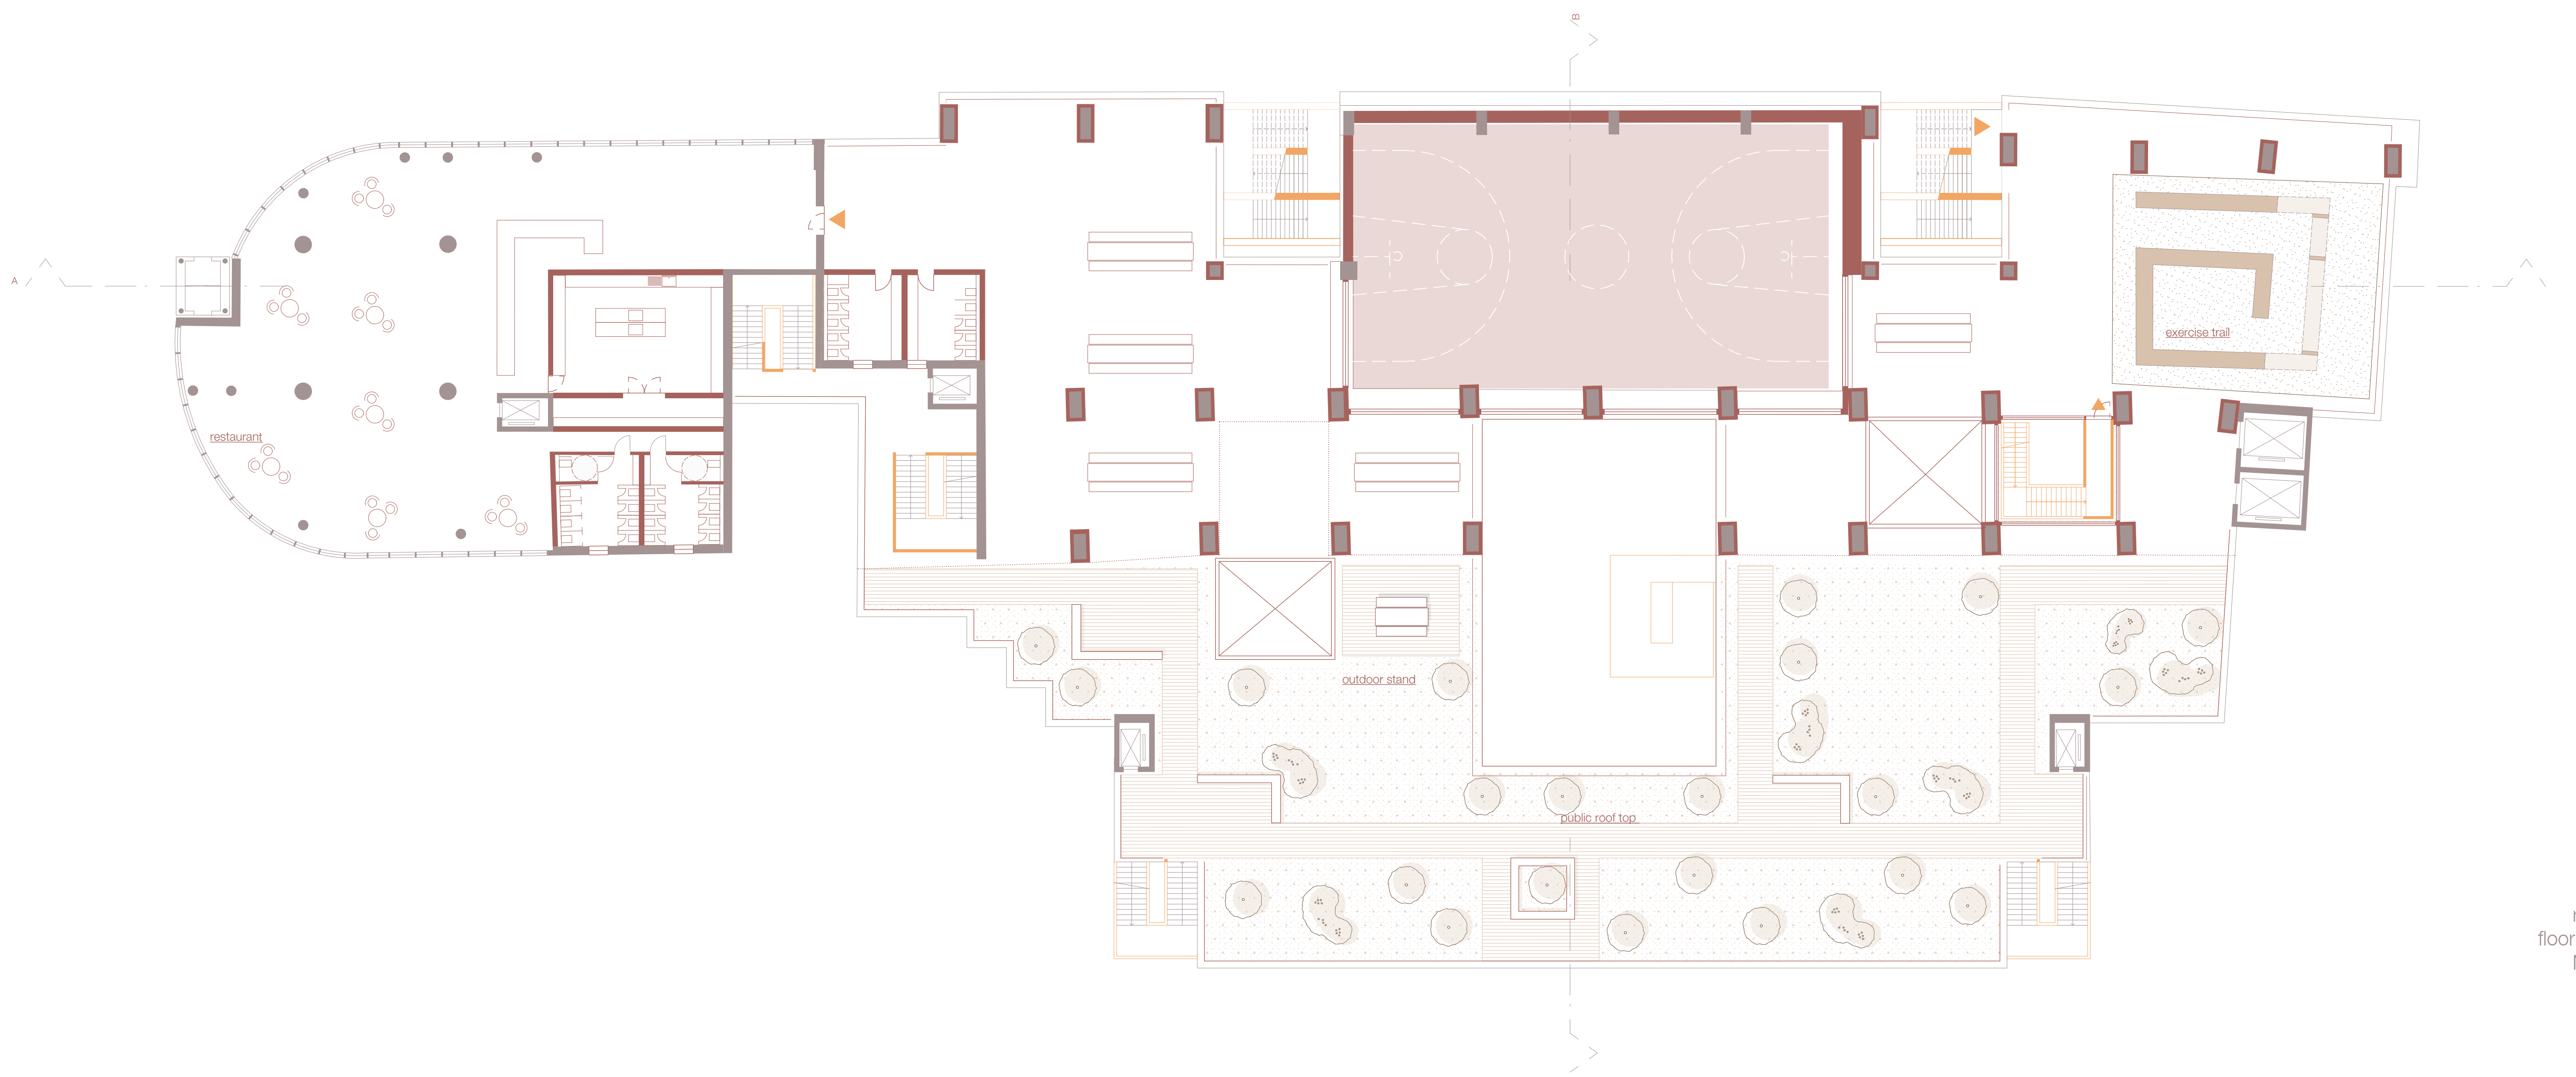 B
A
exercise trail
restaurant
outdoor stand
public roof top
floor